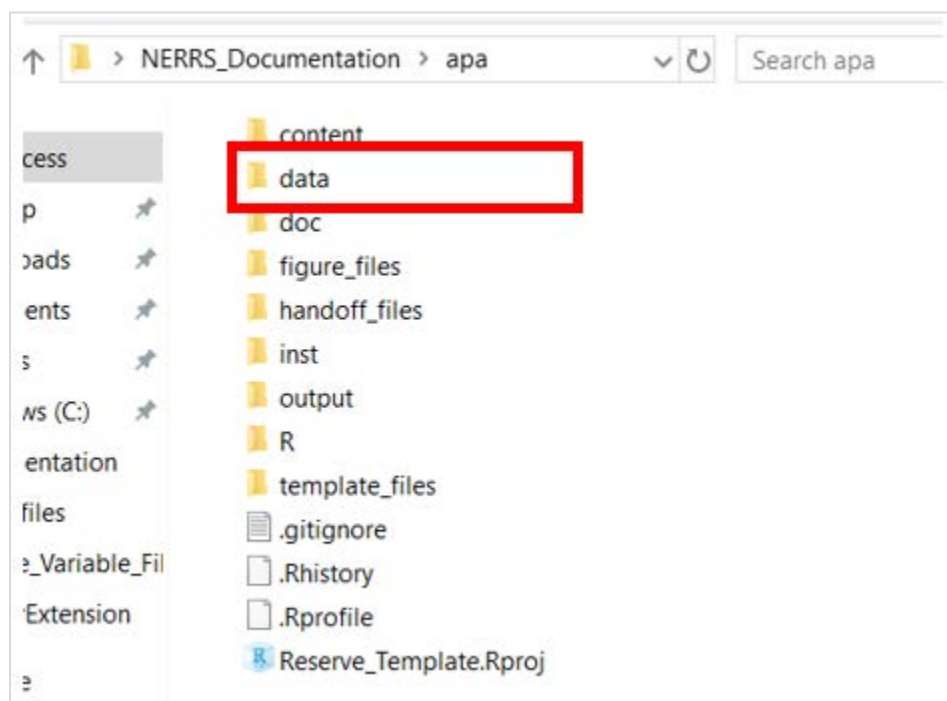 NERRS_Documentation > apa
Search apa
content
cess
data
p
doc
oads
figure_files
ents
handoff_files
s
inst
ws (C:)
output
R
entation
template_files
files
.gitignore
e_Variable_Fil
.Rhistory
Extension
.Rprofile
Reserve_Template.Rproj
e